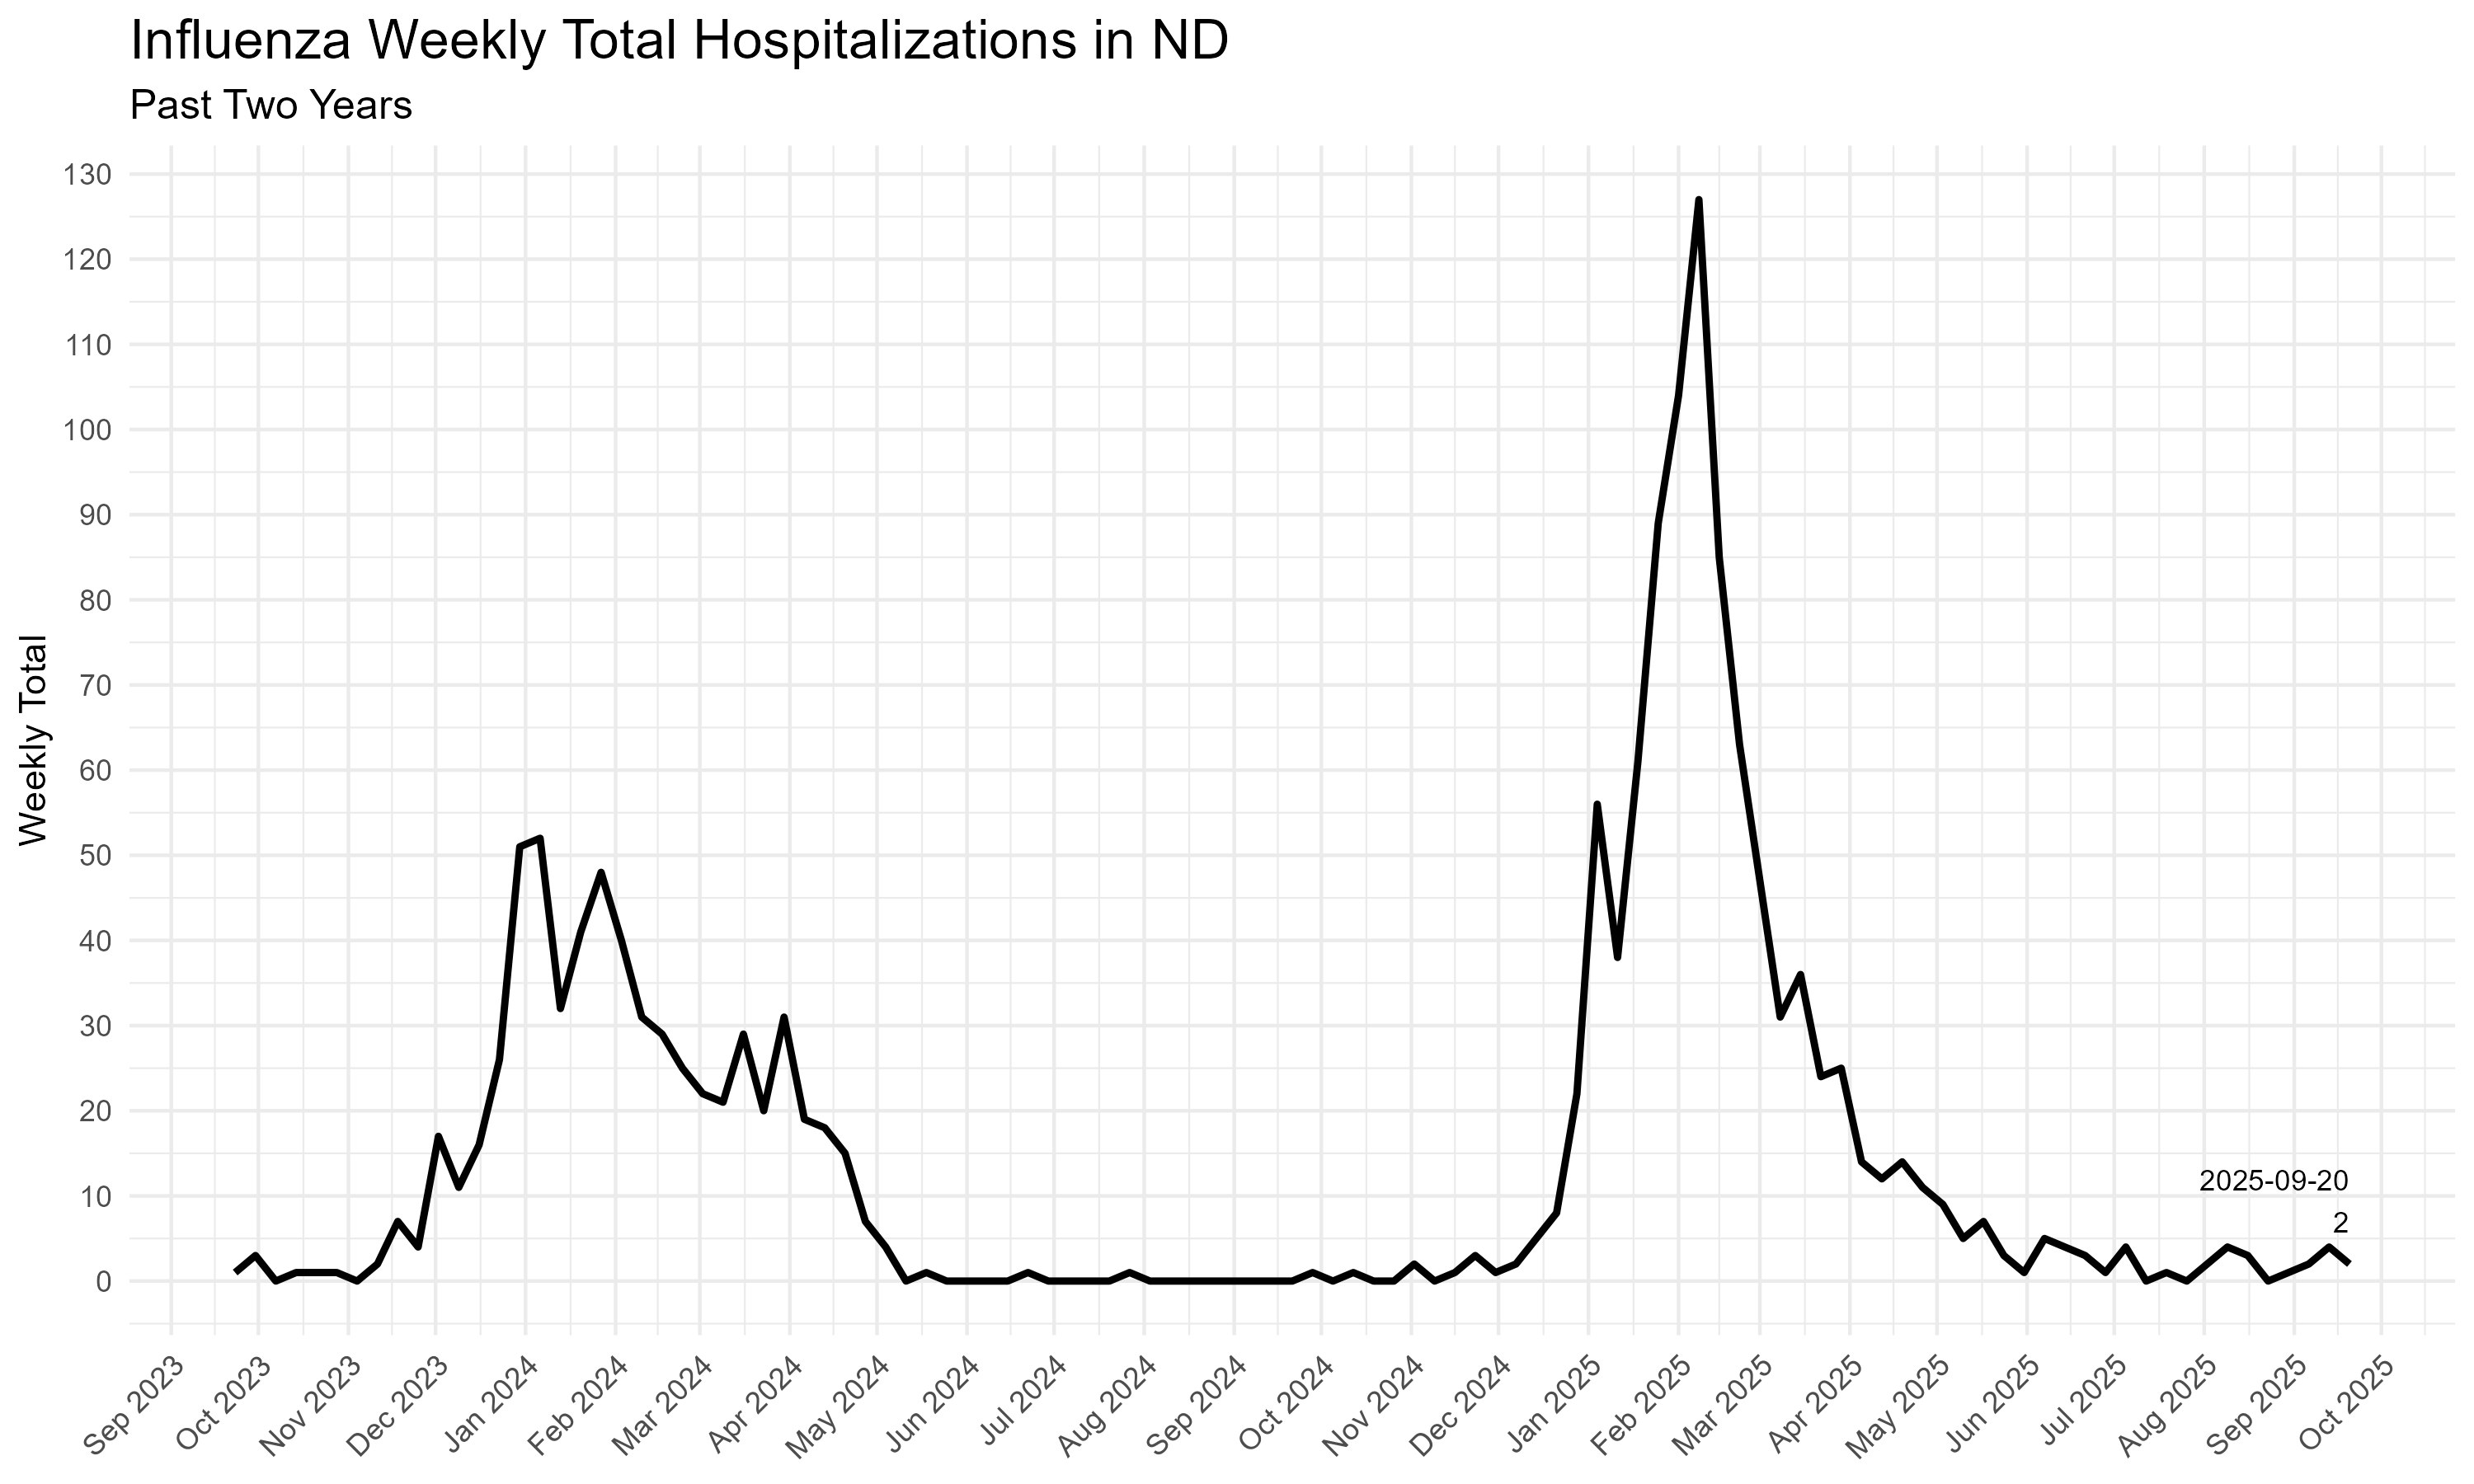 Influenza Weekly Total Hospitalizations in ND
Past Two Years
Weekly Total
130
120
110
100
90
80
70
60
50
40
30
20
10
0
2025-09-20
2
Sep 2023
Oct 2023
Nov 2023
Dec 2023
Jan 2024
Feb 2024
Mar 2024
Apr 2024
May 2024
Jun 2024
Jul 2024
Aug 2024
Sep 2024
Oct 2024
Nov 2024
Dec 2024
Jan 2025
Feb 2025
Mar 2025
Apr 2025
May 2025
Jun 2025
Jul 2025
Aug 2025
Sep 2025
Oct 2025